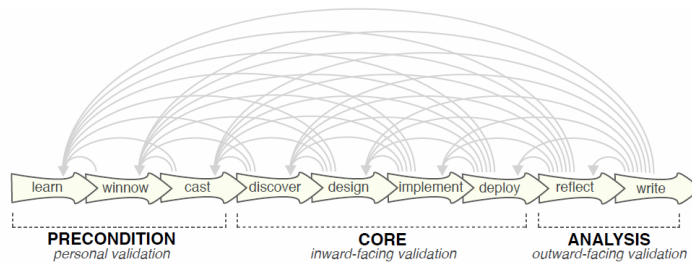 learn winnow cast discover design implement deploy reflect write
PRECONDITION CORE ANALYSIS
personal validation inward-facing validation outward-facing validation